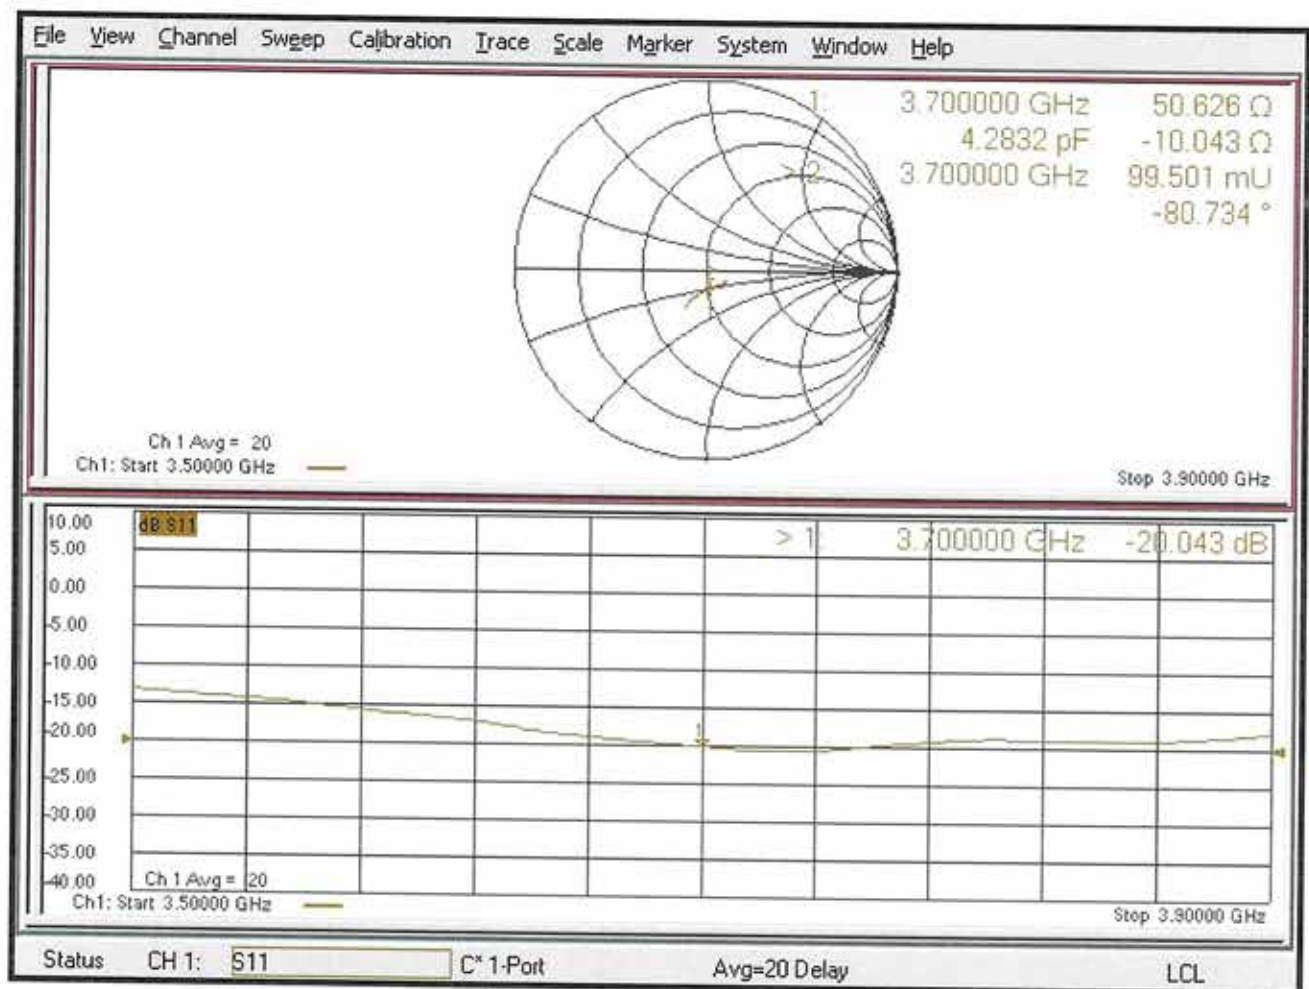 File View Channel Sweep Calibration Trace Scale Marker System Window Help
1: 3.700000 GHz 50.626 Ω
4.2832 pF -10.043 Ω
> 2: 3.700000 GHz 99.501 mU
-80.734 °
Ch 1 Avg = 20
Ch1: Start 3.50000 GHz
Stop 3.90000 GHz
10.00
dB S11
> 1: 3.700000 GHz -20.043 dB
5.00
0.00
-5.00
-10.00
-15.00
-20.00
1
-25.00
-30.00
-35.00
-40.00
Ch 1 Avg = 20
Ch1: Start 3.50000 GHz
Stop 3.90000 GHz
Status CH 1: S11 C* 1-Port Avg=20 Delay LCL